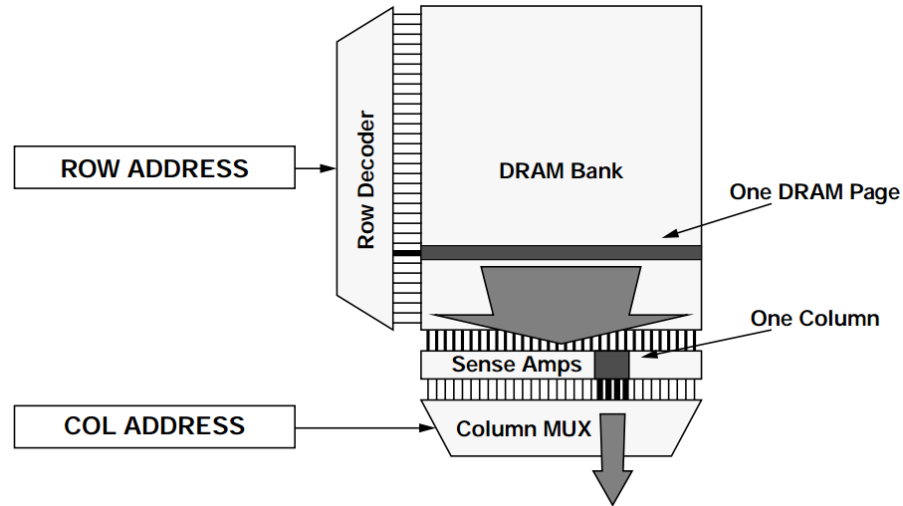 ROW ADDRESS
Row Decoder
DRAM Bank
One DRAM Page
One Column
Sense Amps
COL ADDRESS
Column MUX